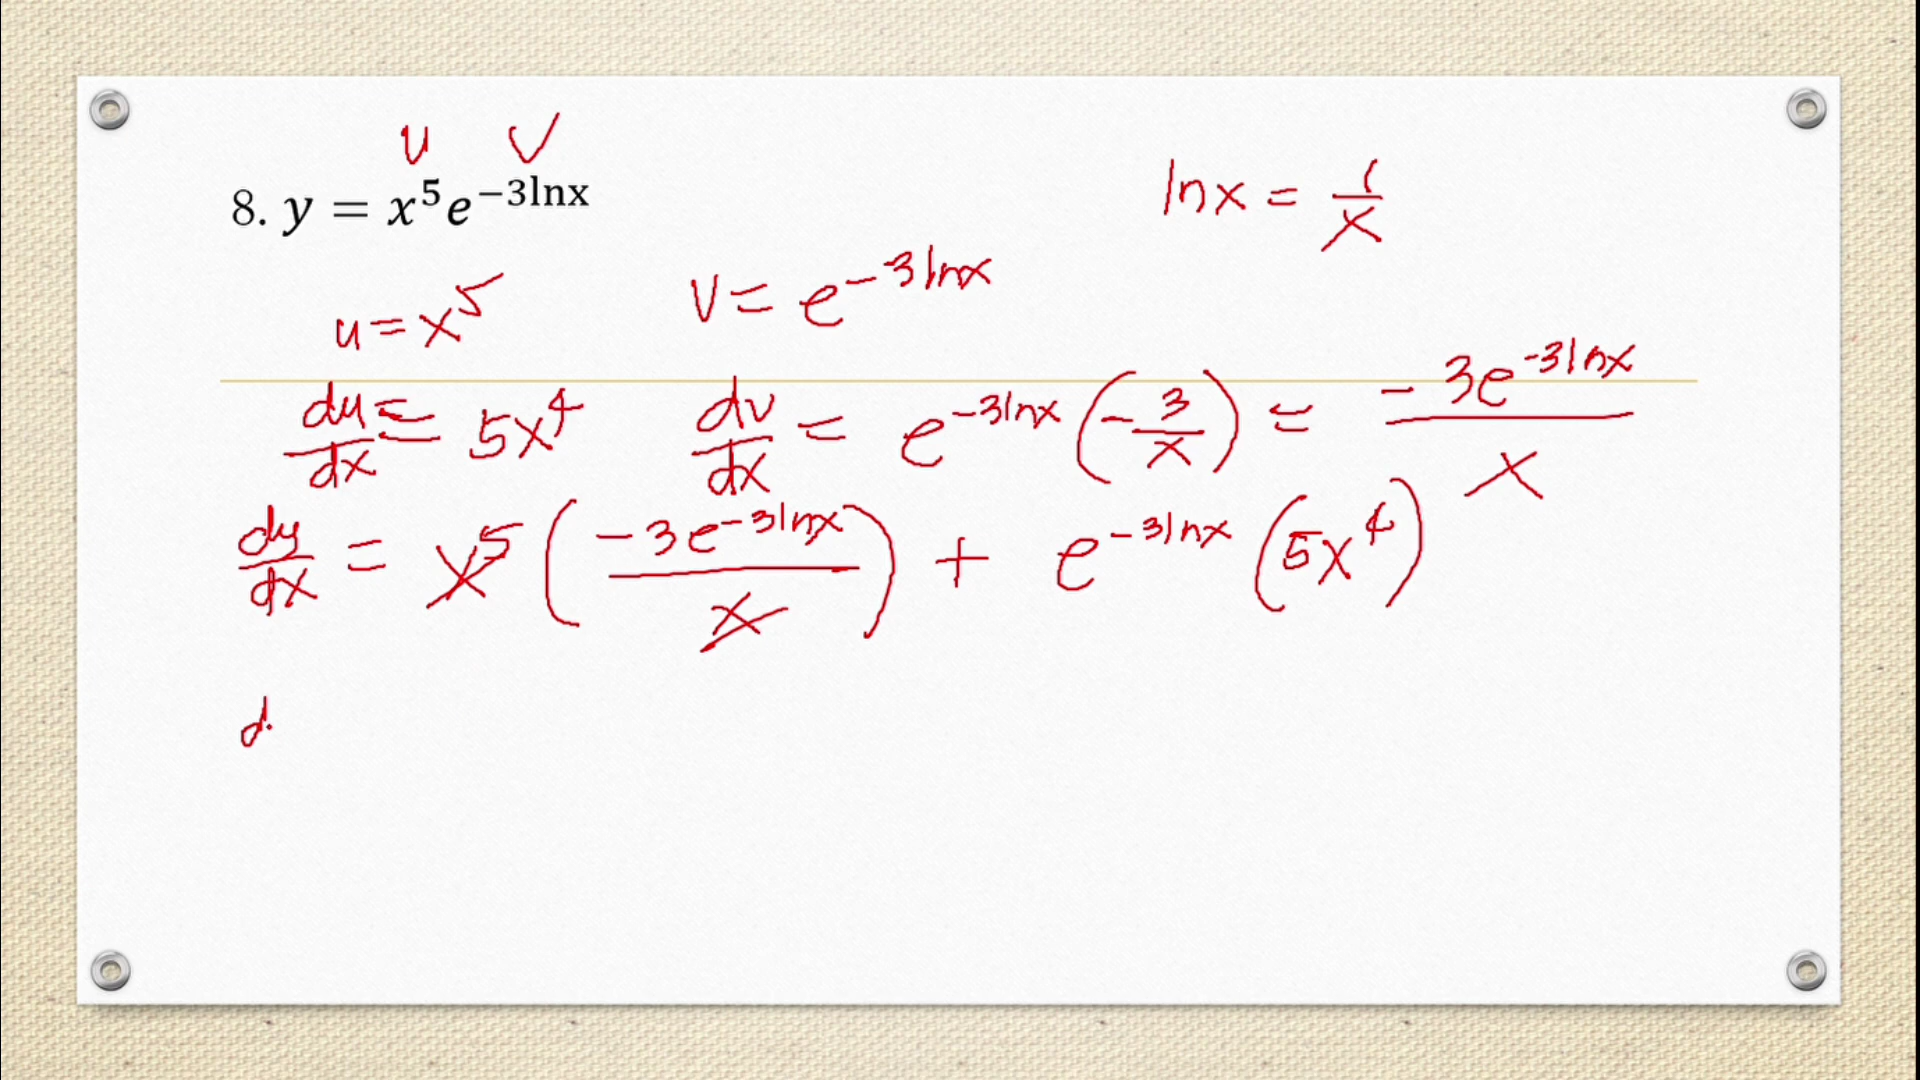 u v
8. y = x⁵e^(−3lnx)
lnx = 1/x
u = x⁵
v = e^(-3lnx)
du/dx = 5x⁴
dv/dx = e^(-3lnx) (-3/x) = -3e^(-3lnx)/x
dy/dx = x⁵ (-3e^(-3lnx)/x) + e^(-3lnx) (5x⁴)
d